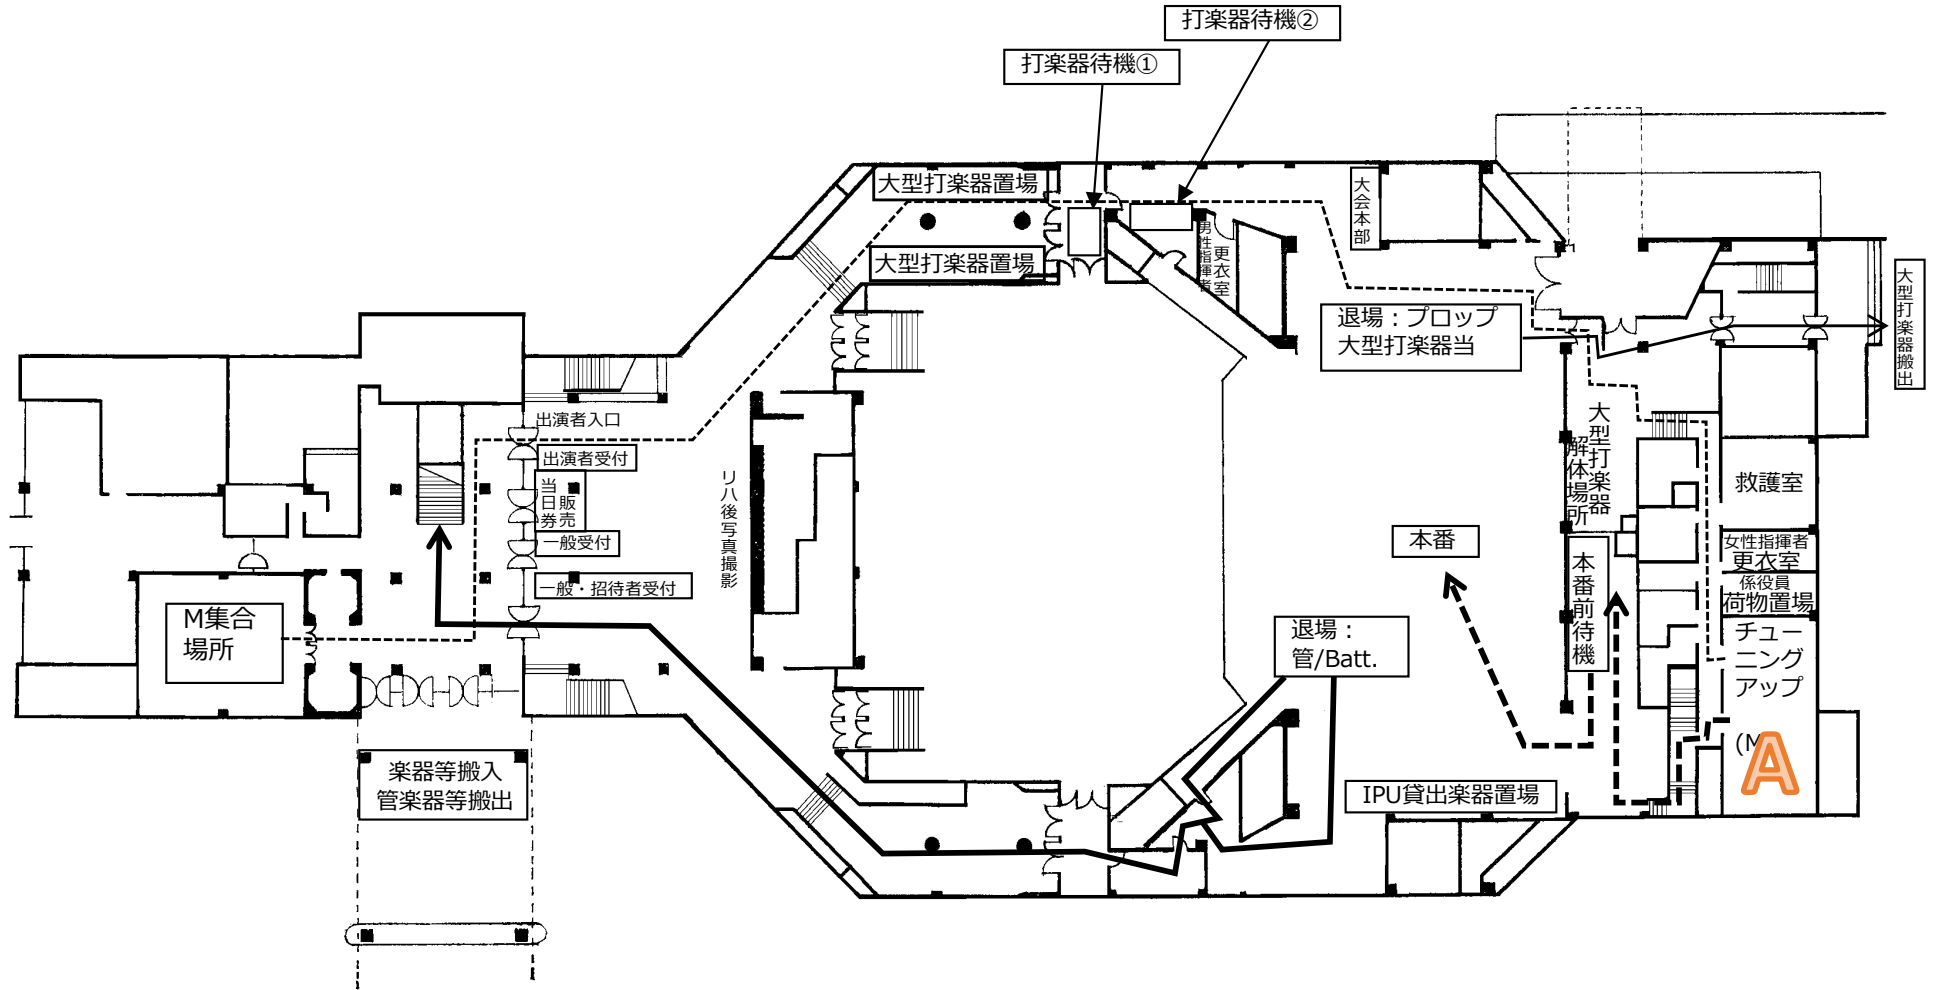 打楽器待機②
打楽器待機①
大型打楽器置場
大型打楽器置場
男性指揮者
更衣室
大会本部
大型打楽器搬出
退場：プロップ
大型打楽器当
出演者入口
出演者受付
当日券
販売
一般受付
一般・招待者受付
リハ後写真撮影
大型打楽器
解体場所
救護室
女性指揮者
更衣室
係役員
荷物置場
本番
本番前待機
M集合
場所
退場：
管/Batt.
チュー
ニング
アップ
(M
A
楽器等搬入
管楽器等搬出
IPU貸出楽器置場